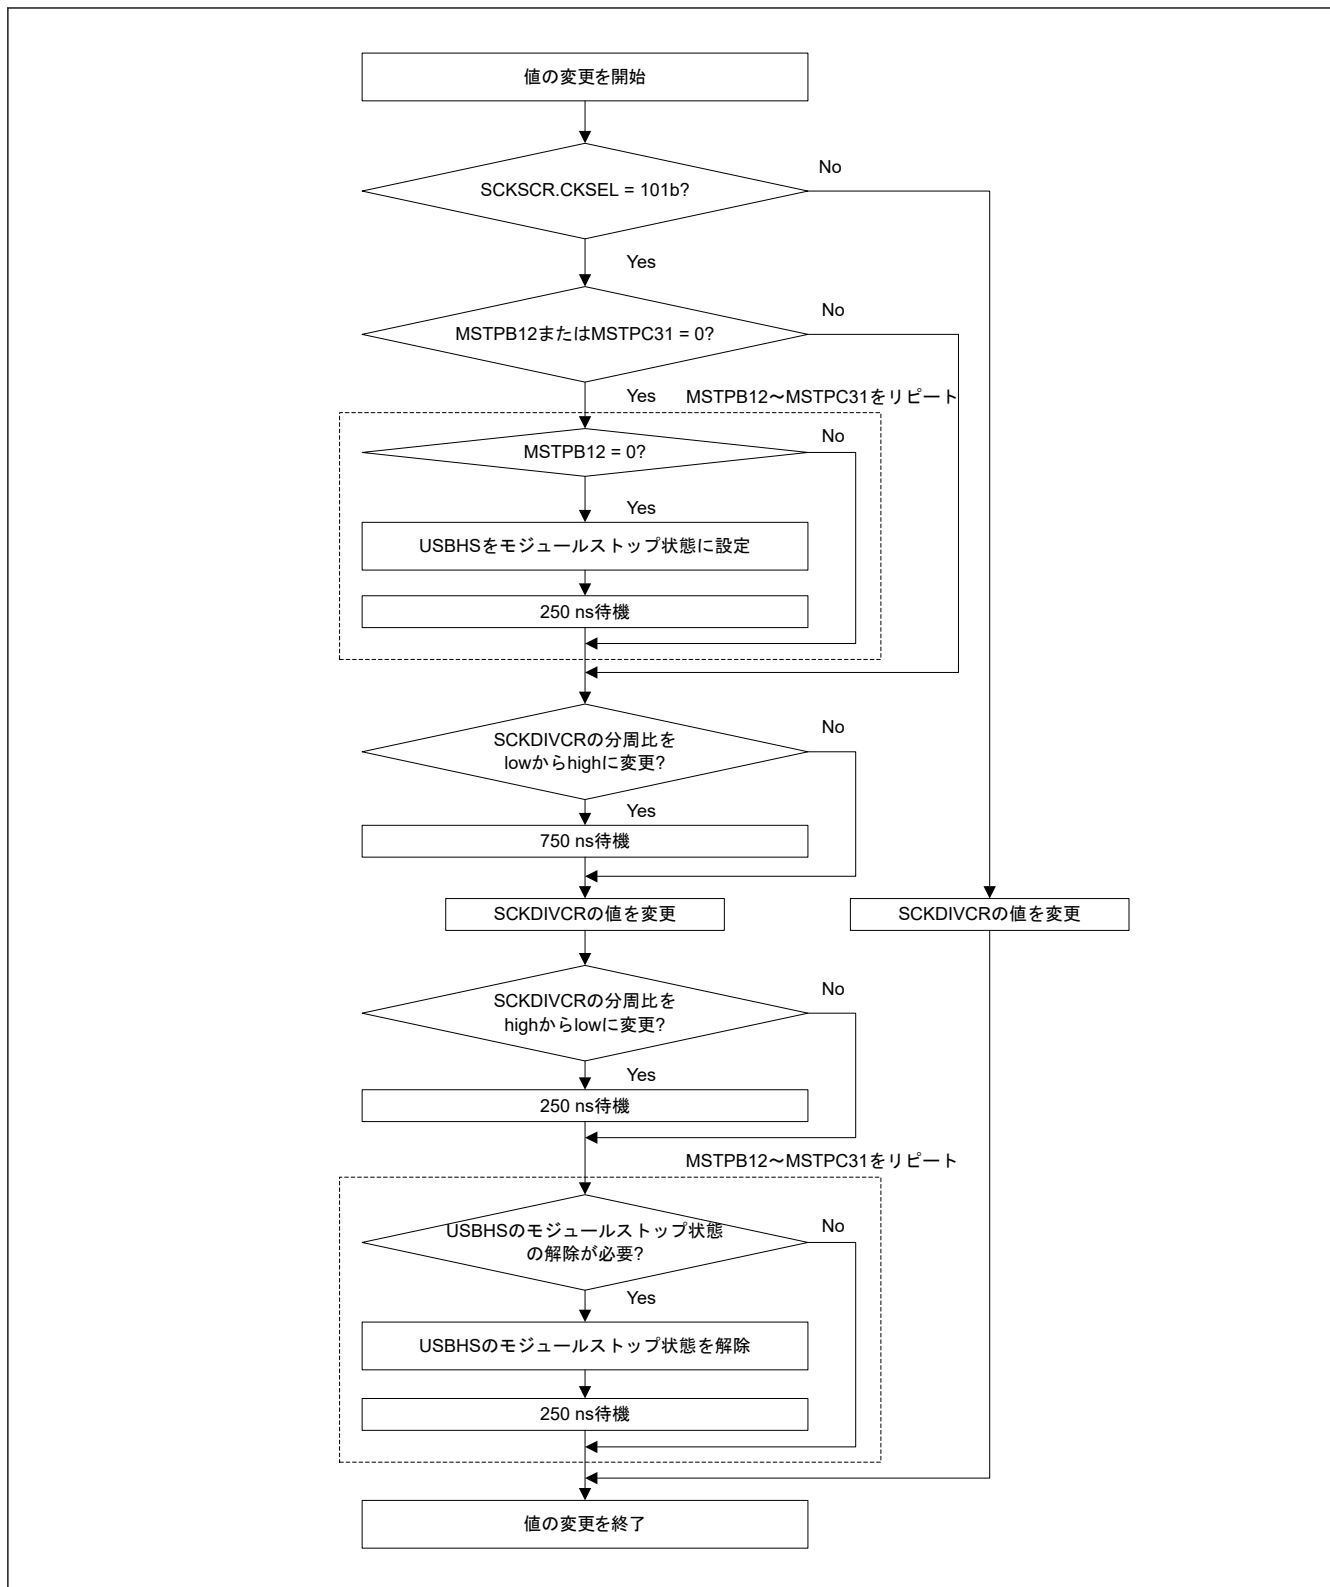 値の変更を開始
No
SCKSCR.CKSEL = 101b?
Yes
No
MSTPB12またはMSTPC31 = 0?
Yes
MSTPB12～MSTPC31をリピート
No
MSTPB12 = 0?
Yes
USBHSをモジュールストップ状態に設定
250 ns待機
No
SCKDIVCRの分周比を
lowからhighに変更?
Yes
750 ns待機
SCKDIVCRの値を変更
SCKDIVCRの値を変更
No
SCKDIVCRの分周比を
highからlowに変更?
Yes
250 ns待機
MSTPB12～MSTPC31をリピート
No
USBHSのモジュールストップ状態
の解除が必要?
Yes
USBHSのモジュールストップ状態を解除
250 ns待機
値の変更を終了